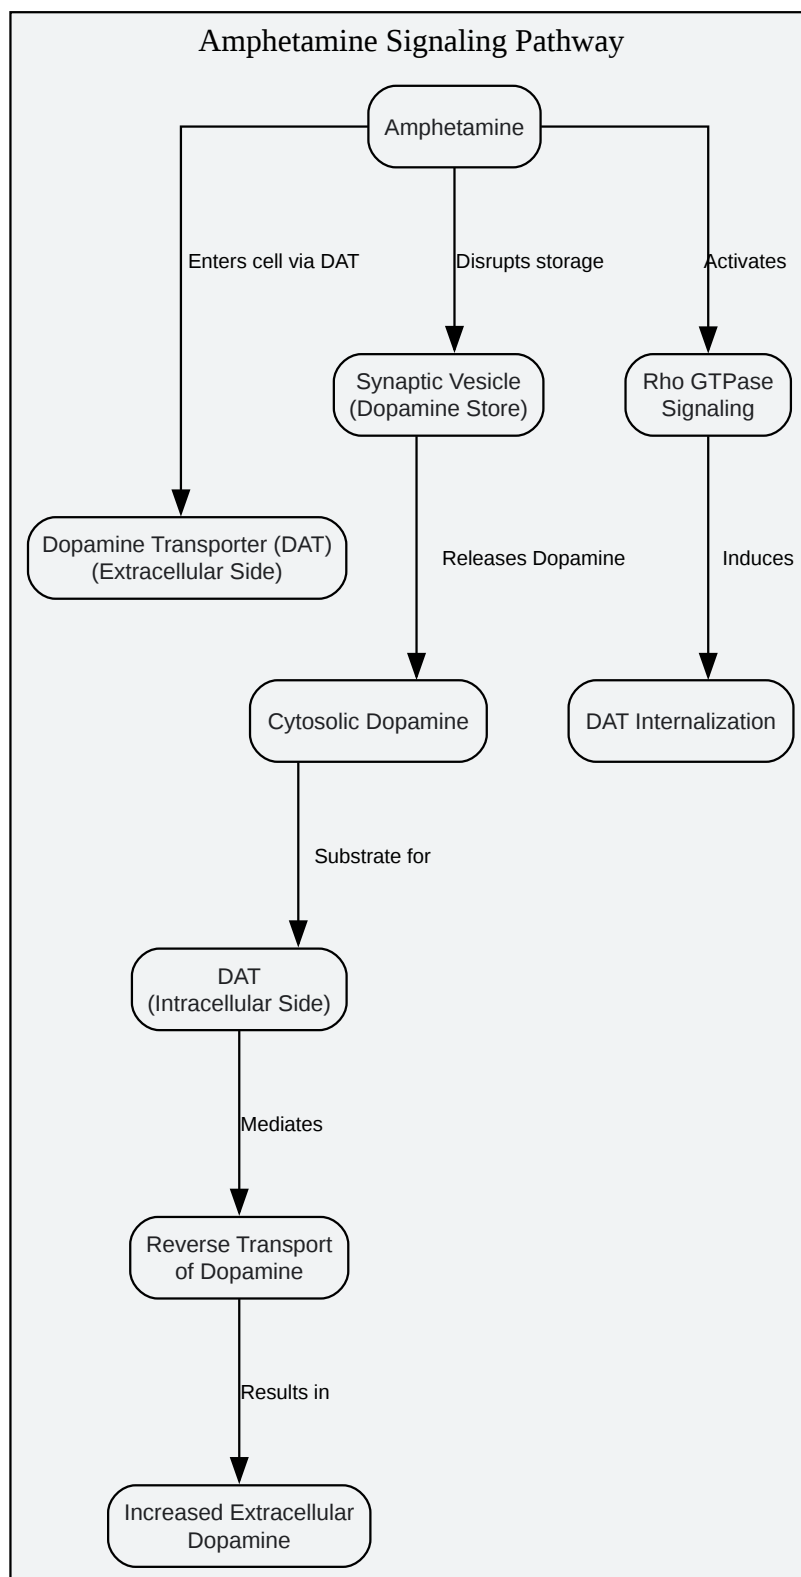 Amphetamine Signaling Pathway
Amphetamine
Enters cell via DAT
Disrupts storage
Activates
Synaptic Vesicle
(Dopamine Store)
Rho GTPase
Signaling
Dopamine Transporter (DAT)
(Extracellular Side)
Releases Dopamine
Induces
Cytosolic Dopamine
DAT Internalization
Substrate for
DAT
(Intracellular Side)
Mediates
Reverse Transport
of Dopamine
Results in
Increased Extracellular
Dopamine